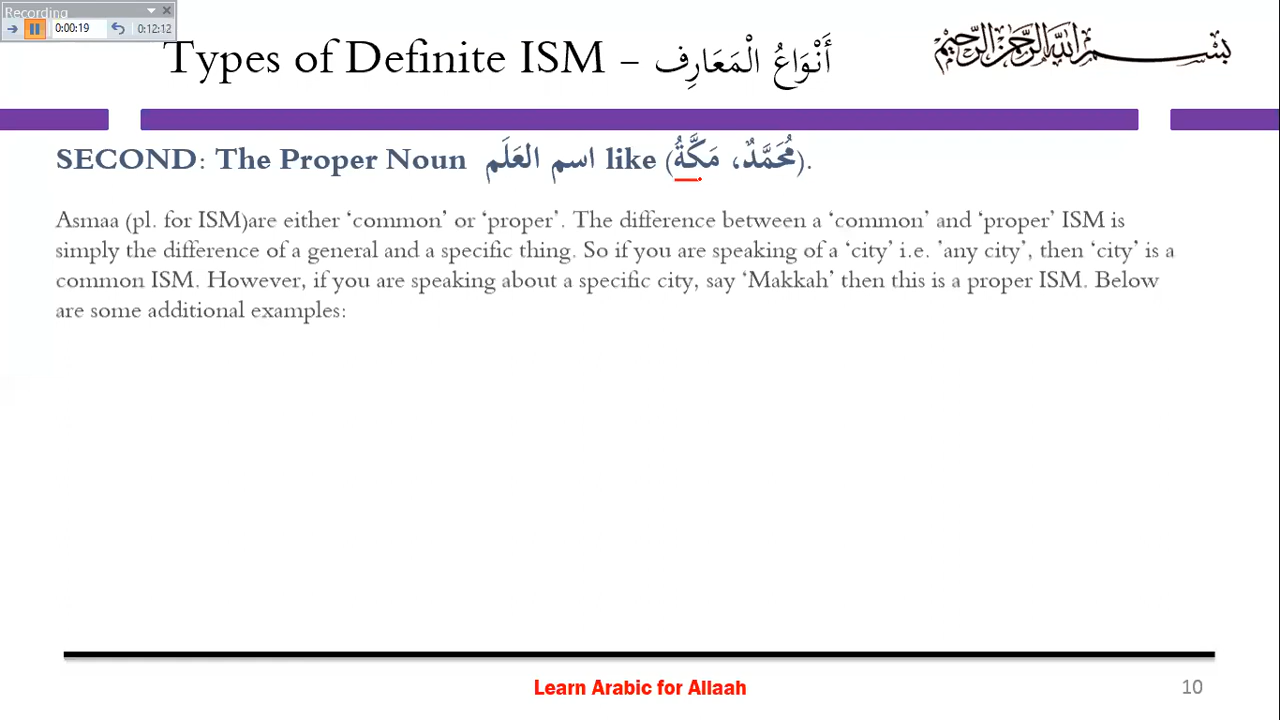 Recording
0:00:19 0:12:12
Types of Definite ISM – أَنْوَاعُ الْمَعَارِف
بسم الله الرحمن الرحيم
SECOND: The Proper Noun اسم العَلَم like (مُحَمَّدٌ، مَكَّةُ).
Asmaa (pl. for ISM)are either ‘common’ or ‘proper’. The difference between a ‘common’ and ‘proper’ ISM is
simply the difference of a general and a specific thing. So if you are speaking of a ‘city’ i.e. ’any city’, then ‘city’ is a
common ISM. However, if you are speaking about a specific city, say ‘Makkah’ then this is a proper ISM. Below
are some additional examples:
Learn Arabic for Allaah
10